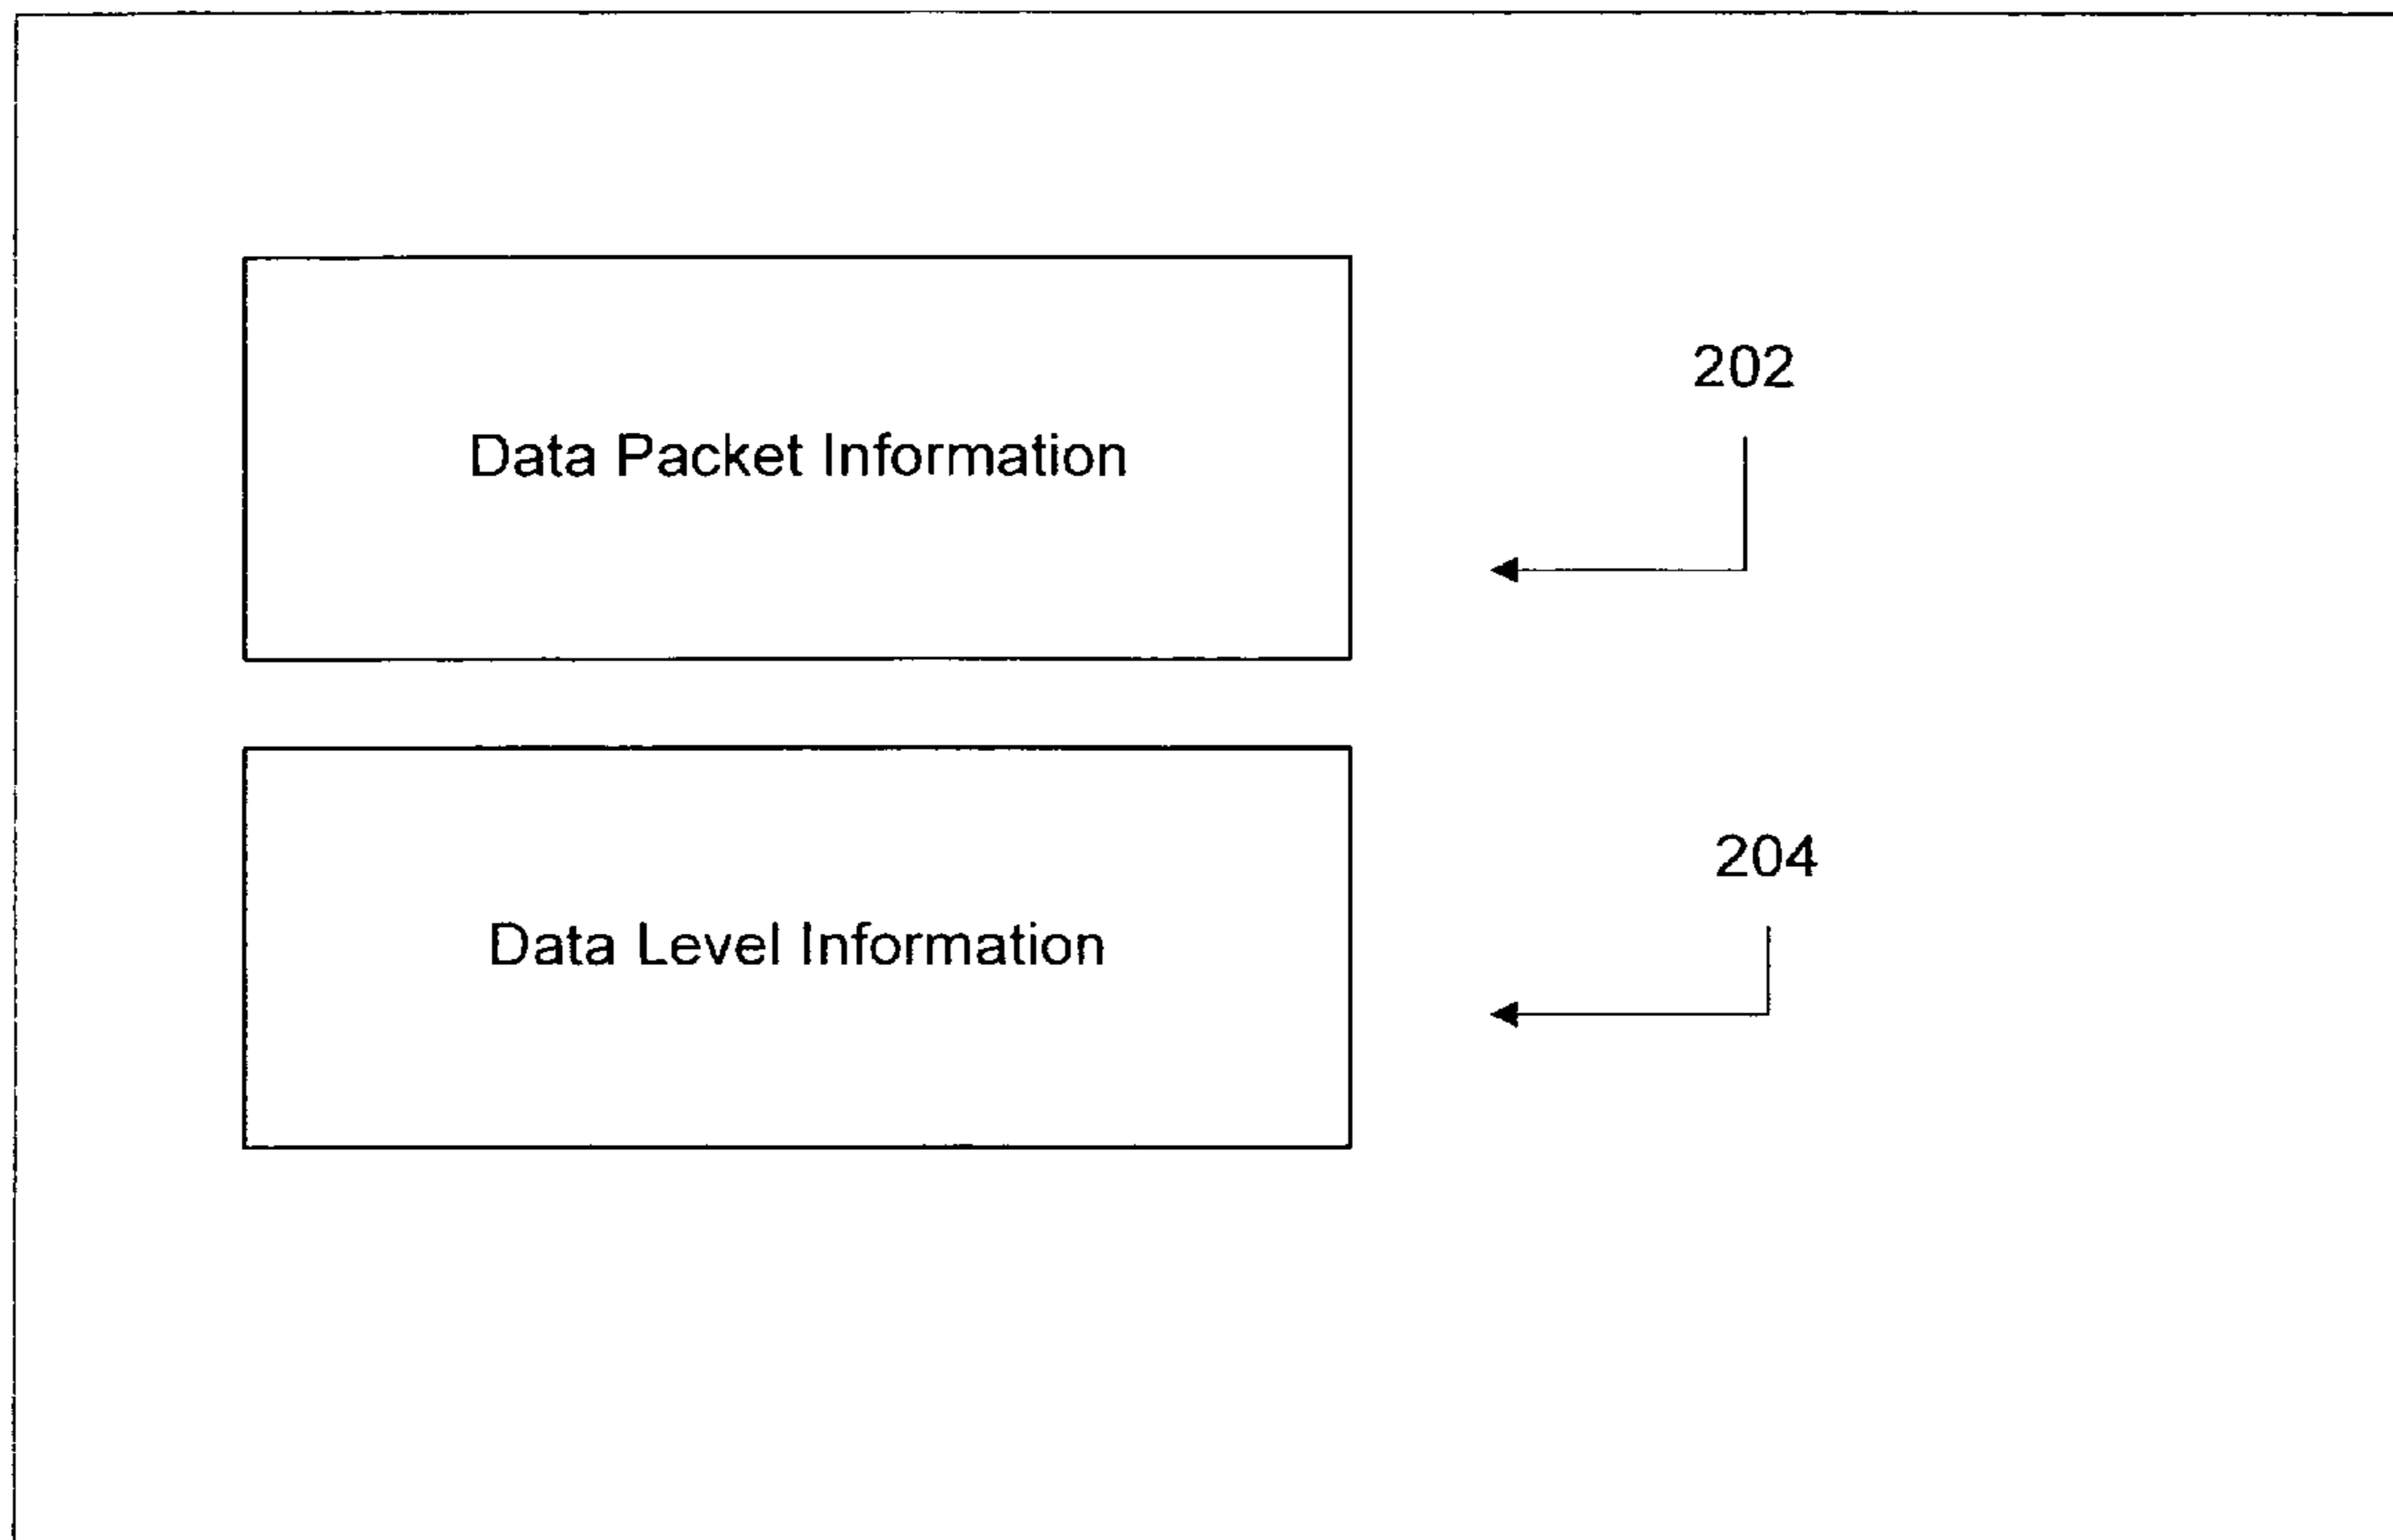 202
Data Packet Information
204
Data Level Information